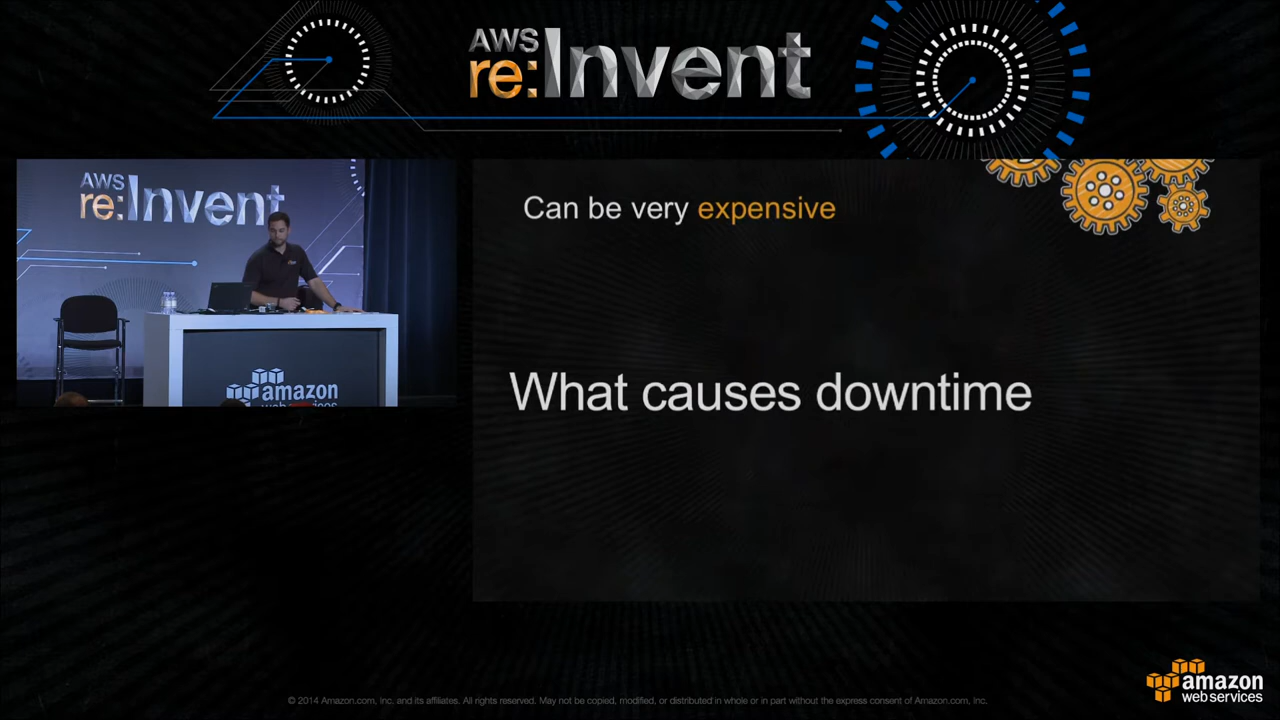 AWS
re:Invent
AWS
re:Invent
amazon
web services
Can be very expensive
What causes downtime
© 2014 Amazon.com, Inc. and its affiliates. All rights reserved. May not be copied, modified, or distributed in whole or in part without the express consent of Amazon.com, Inc.
amazon
web services